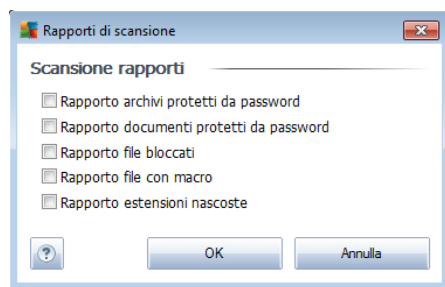 Rapporti di scansione
Scansione rapporti
Rapporto archivi protetti da password
Rapporto documenti protetti da password
Rapporto file bloccati
Rapporto file con macro
Rapporto estensioni nascoste
?
OK
Annulla